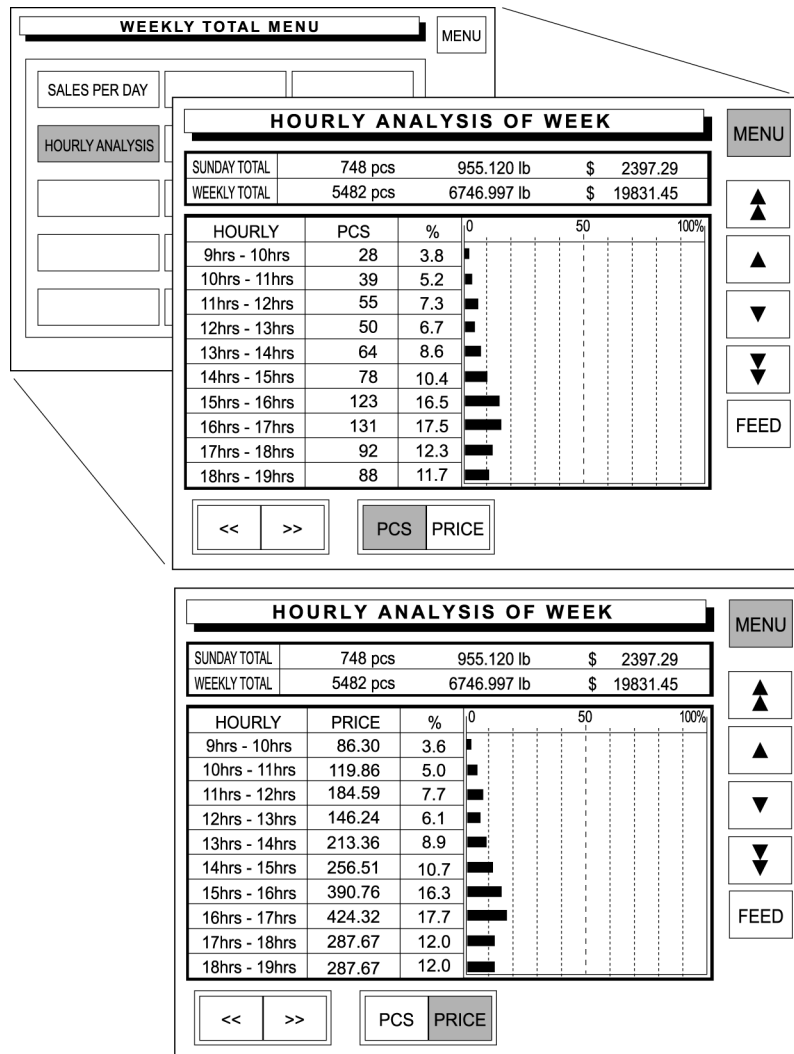 WEEKLY TOTAL MENU
MENU
SALES PER DAY
HOURLY ANALYSIS
HOURLY ANALYSIS OF WEEK
MENU
SUNDAY TOTAL 748 pcs 955.120 lb $ 2397.29
WEEKLY TOTAL 5482 pcs 6746.997 lb $ 19831.45
HOURLY PCS % 0 50 100%
9hrs - 10hrs 28 3.8
10hrs - 11hrs 39 5.2
11hrs - 12hrs 55 7.3
12hrs - 13hrs 50 6.7
13hrs - 14hrs 64 8.6
14hrs - 15hrs 78 10.4
15hrs - 16hrs 123 16.5
16hrs - 17hrs 131 17.5
17hrs - 18hrs 92 12.3
18hrs - 19hrs 88 11.7
FEED
<< >> PCS PRICE
HOURLY ANALYSIS OF WEEK
MENU
SUNDAY TOTAL 748 pcs 955.120 lb $ 2397.29
WEEKLY TOTAL 5482 pcs 6746.997 lb $ 19831.45
HOURLY PRICE % 0 50 100%
9hrs - 10hrs 86.30 3.6
10hrs - 11hrs 119.86 5.0
11hrs - 12hrs 184.59 7.7
12hrs - 13hrs 146.24 6.1
13hrs - 14hrs 213.36 8.9
14hrs - 15hrs 256.51 10.7
15hrs - 16hrs 390.76 16.3
16hrs - 17hrs 424.32 17.7
17hrs - 18hrs 287.67 12.0
18hrs - 19hrs 287.67 12.0
FEED
<< >> PCS PRICE